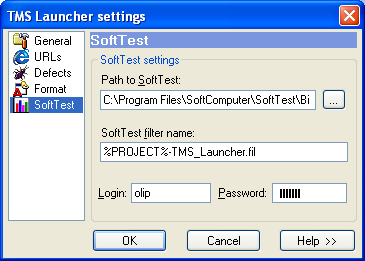 TMS Launcher settings
General
URLs
Defects
Format
SoftTest
SoftTest
SoftTest settings
Path to SoftTest:
C:\Program Files\SoftComputer\SoftTest\Bi
...
SoftTest filter name:
%PROJECT%-TMS_Launcher.fil
Login: olip Password:
OK Cancel Help >>